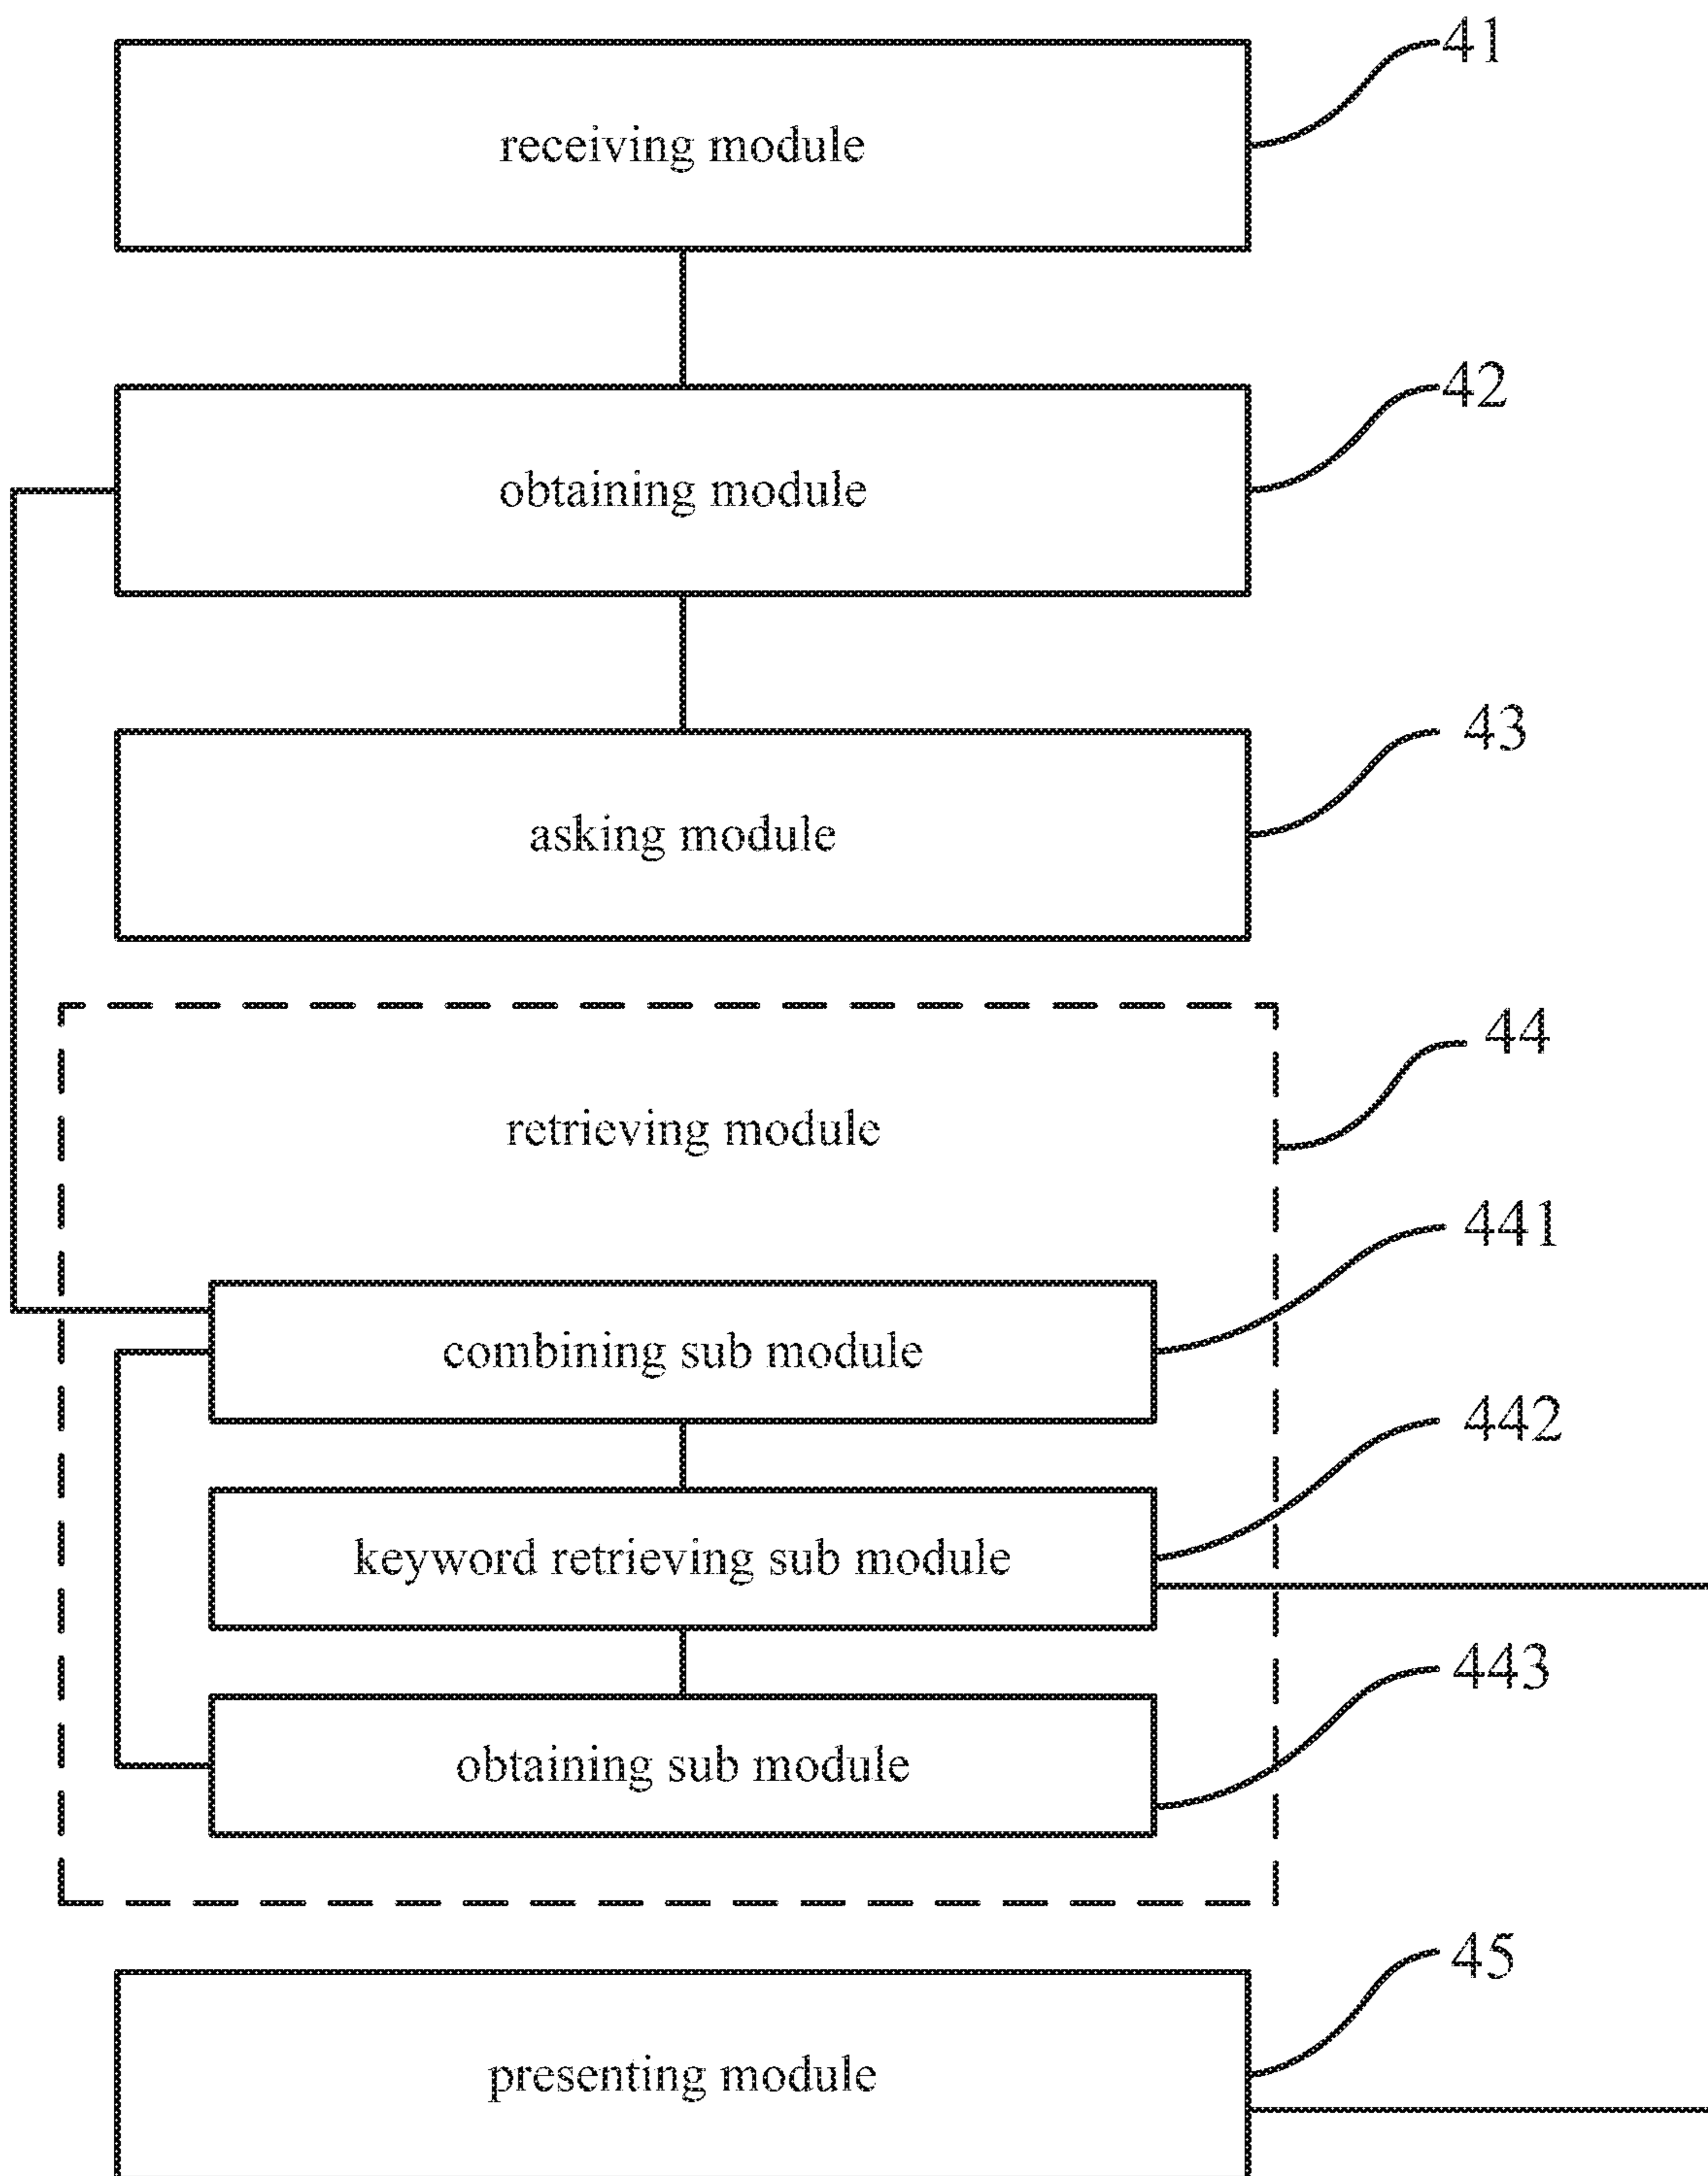 41
receiving module
42
obtaining module
43
asking module
44
retrieving module
441
combining sub module
442
keyword retrieving sub module
443
obtaining sub module
45
presenting module